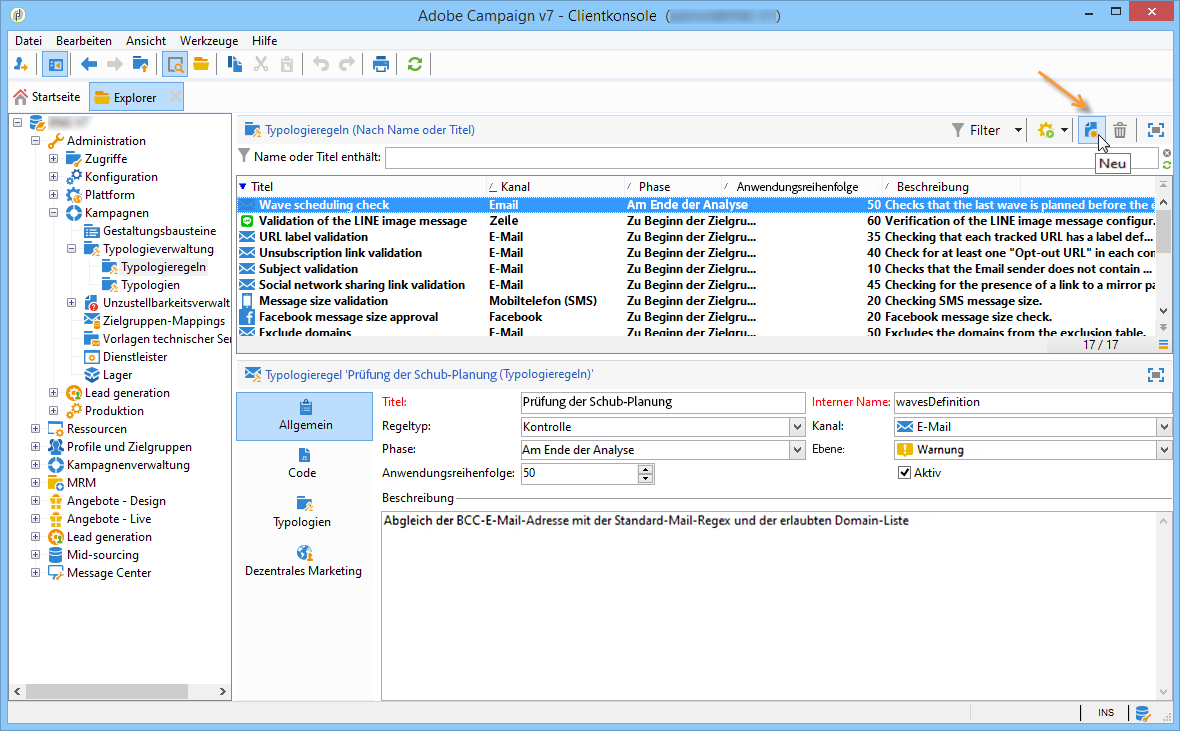 Adobe Campaign v7 - Clientkonsole
Datei Bearbeiten Ansicht Werkzeuge Hilfe
Startseite Explorer
Administration
Zugriffe
Konfiguration
Plattform
Kampagnen
Gestaltungsbausteine
Typologieverwaltung
Typologieregeln
Typologien
Unzustellbarkeitsverwalt
Zielgruppen-Mappings
Vorlagen technischer Se
Dienstleister
Lager
Lead generation
Produktion
Ressourcen
Profile und Zielgruppen
Kampagnenverwaltung
MRM
Angebote - Design
Angebote - Live
Lead generation
Mid-sourcing
Message Center
Typologieregeln (Nach Name oder Titel) Filter
Name oder Titel enthält:
Neu
Titel Kanal Phase Anwendungsreihenfolge Beschreibung
Wave scheduling check Email Am Ende der Analyse 50 Checks that the last wave is planned before the e
Validation of the LINE image message Zeile Zu Beginn der Zielgru... 60 Verification of the LINE image message configur...
URL label validation E-Mail Zu Beginn der Zielgru... 35 Checking that each tracked URL has a label def...
Unsubscription link validation E-Mail Zu Beginn der Zielgru... 40 Check for at least one "Opt-out URL" in each con
Subject validation E-Mail Zu Beginn der Zielgru... 10 Checks that the Email sender does not contain ...
Social network sharing link validation E-Mail Zu Beginn der Zielgru... 45 Checking for the presence of a link to a mirror pa
Message size validation Mobiltelefon (SMS) Zu Beginn der Zielgru... 20 Checking SMS message size.
Facebook message size approval Facebook Zu Beginn der Zielgru... 20 Facebook message size check.
Exclude domains E-Mail Zu Beginn der Zielgru... 50 Excludes the domains from the exclusion table.
17 / 17
Typologieregel 'Prüfung der Schub-Planung (Typologieregeln)'
Allgemein
Code
Typologien
Dezentrales Marketing
Titel: Prüfung der Schub-Planung Interner Name: wavesDefinition
Regeltyp: Kontrolle Kanal: E-Mail
Phase: Am Ende der Analyse Ebene: Warnung
Anwendungsreihenfolge: 50 Aktiv
Beschreibung
Abgleich der BCC-E-Mail-Adresse mit der Standard-Mail-Regex und der erlaubten Domain-Liste
INS